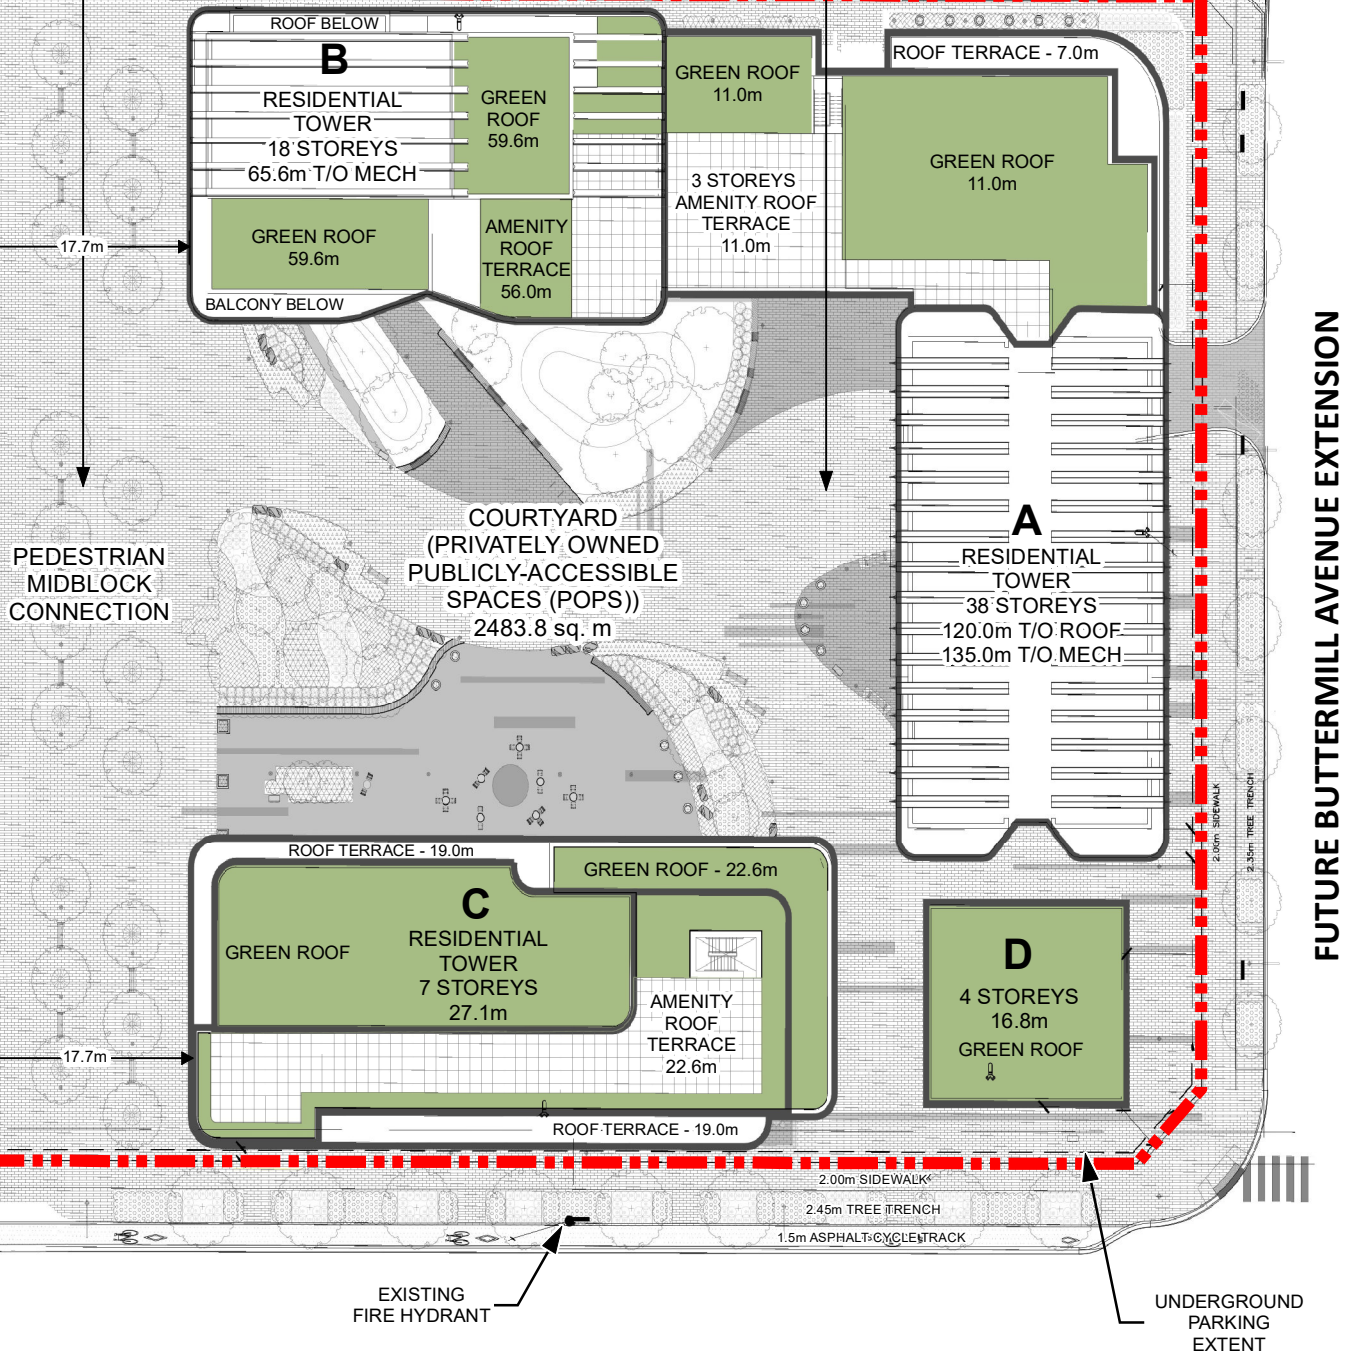 ROOF BELOW
B
RESIDENTIAL
TOWER
18 STOREYS
65.6m T/O MECH
GREEN
ROOF
59.6m
GREEN ROOF
59.6m
AMENITY
ROOF
TERRACE
56.0m
BALCONY BELOW
GREEN ROOF
11.0m
3 STOREYS
AMENITY ROOF
TERRACE
11.0m
ROOF TERRACE - 7.0m
GREEN ROOF
11.0m
17.7m
PEDESTRIAN
MIDBLOCK
CONNECTION
COURTYARD
(PRIVATELY OWNED
PUBLICLY-ACCESSIBLE
SPACES (POPS))
2483.8 sq. m
A
RESIDENTIAL
TOWER
38 STOREYS
120.0m T/O ROOF
135.0m T/O MECH
FUTURE BUTTERMILL AVENUE EXTENSION
2.00m SIDEWALK
2.35m TREE TRENCH
ROOF TERRACE - 19.0m
GREEN ROOF - 22.6m
C
RESIDENTIAL
TOWER
7 STOREYS
27.1m
GREEN ROOF
AMENITY
ROOF
TERRACE
22.6m
17.7m
ROOF TERRACE - 19.0m
D
4 STOREYS
16.8m
GREEN ROOF
2.00m SIDEWALK
2.45m TREE TRENCH
1.5m ASPHALT CYCLE TRACK
EXISTING
FIRE HYDRANT
UNDERGROUND
PARKING
EXTENT